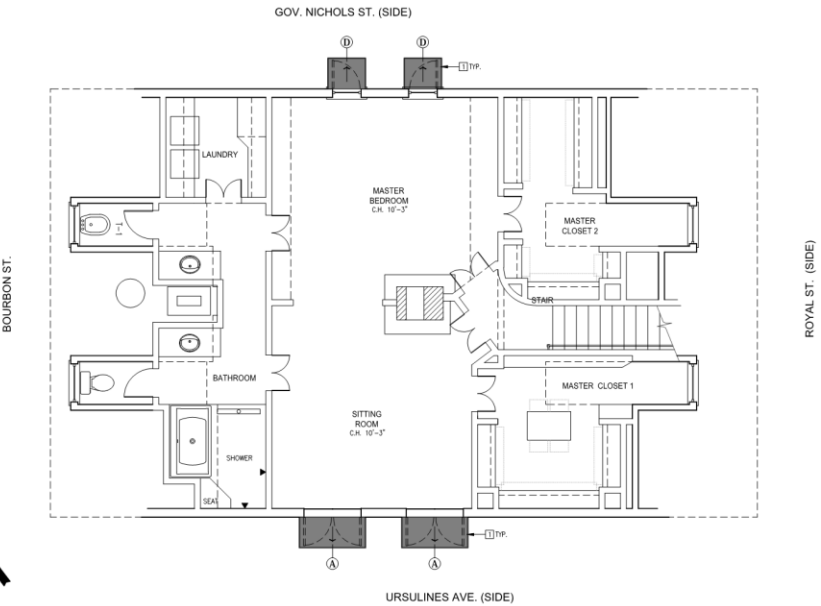 GOV. NICHOLS ST. (SIDE)
D
D
1 TYP.
LAUNDRY
MASTER
BEDROOM
C.H. 10'-3"
T-1
MASTER
CLOSET 2
BOURBON ST.
ROYAL ST. (SIDE)
STAIR
BATHROOM
MASTER CLOSET 1
SITTING
ROOM
C.H. 10'-3"
SHOWER
SEAT
1 TYP.
A
A
URSULINES AVE. (SIDE)